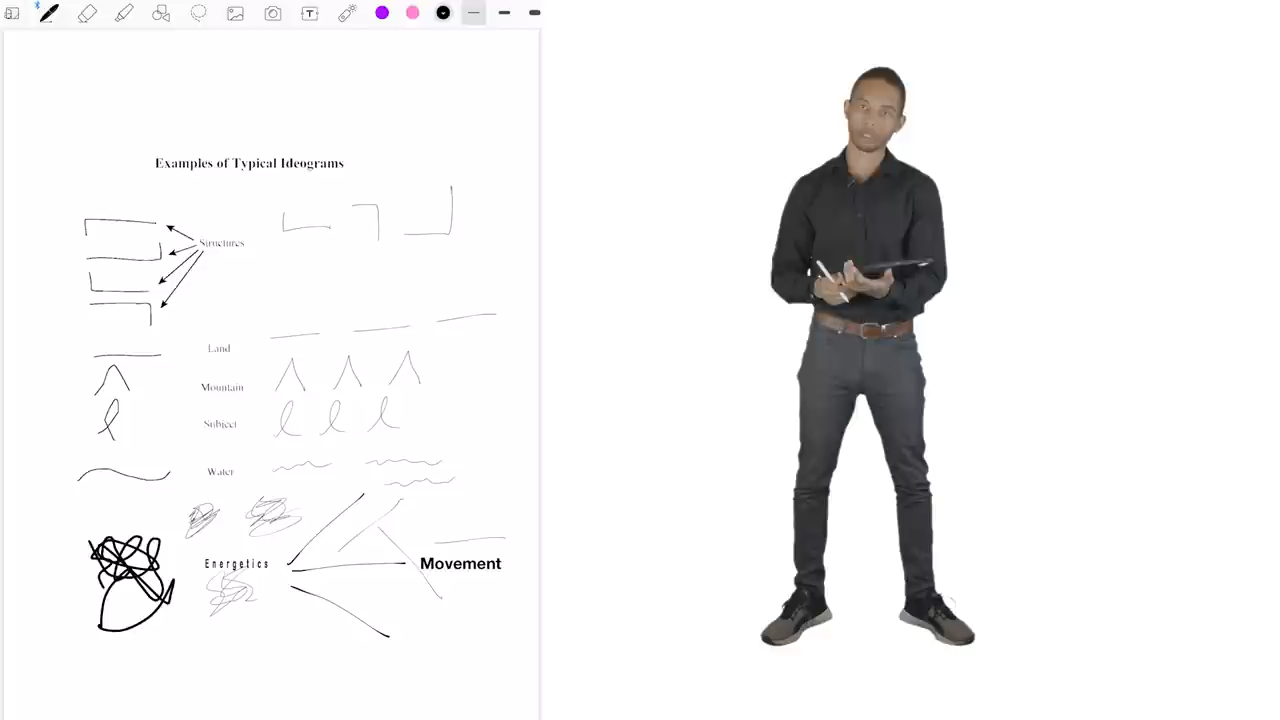 Examples of Typical Ideograms
Structures
Land
Mountain
Subject
Water
Energetics
Movement